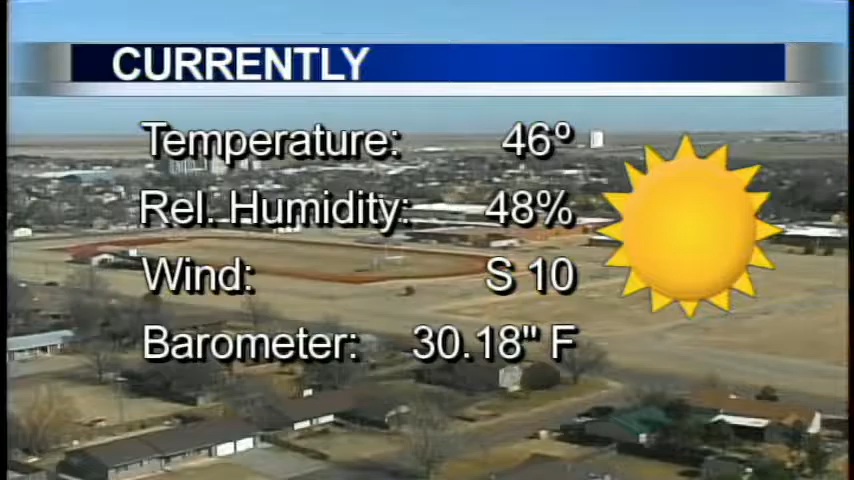 CURRENTLY
Temperature: 46º
Rel. Humidity: 48%
Wind: S 10
Barometer: 30.18" F